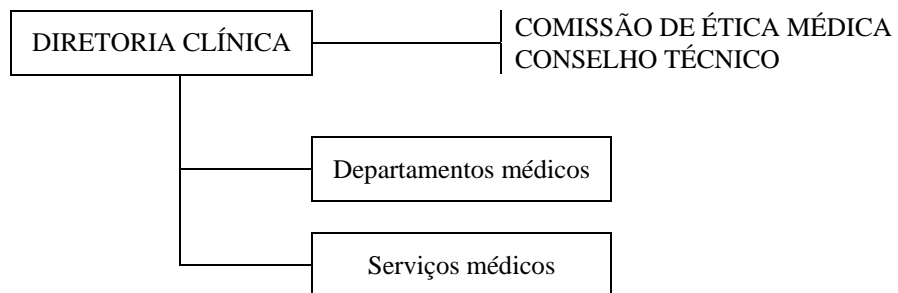 DIRETORIA CLÍNICA
COMISSÃO DE ÉTICA MÉDICA
CONSELHO TÉCNICO
Departamentos médicos
Serviços médicos